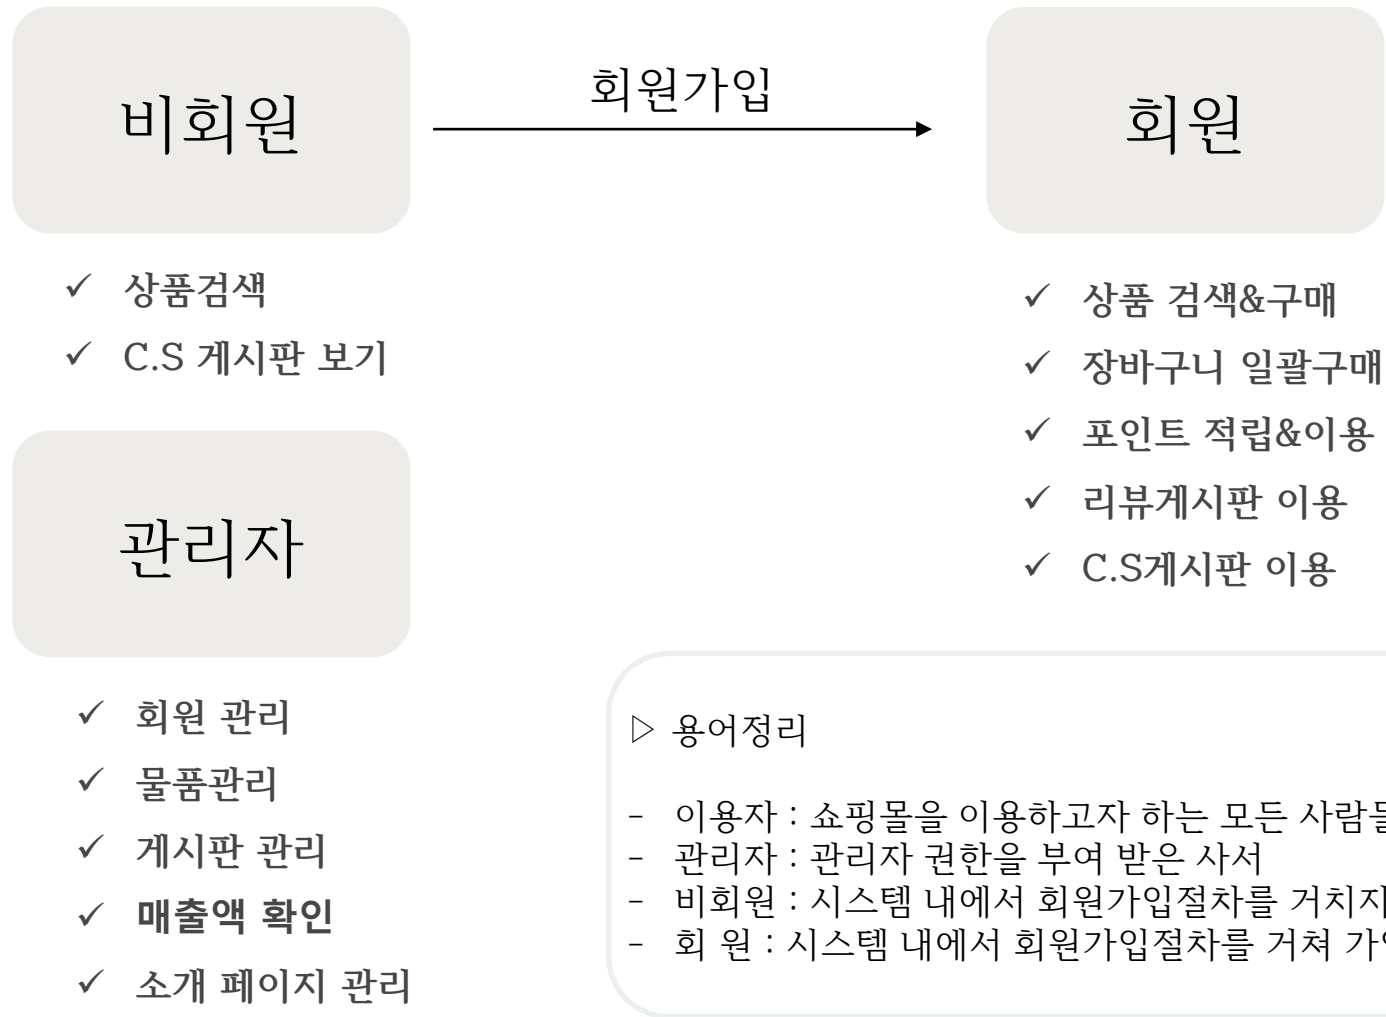 비회원
회원가입
회원
✓ 상품검색
✓ C.S 게시판 보기
✓ 상품 검색&구매
✓ 장바구니 일괄구매
✓ 포인트 적립&이용
✓ 리뷰게시판 이용
✓ C.S게시판 이용
관리자
✓ 회원 관리
✓ 물품관리
✓ 게시판 관리
✓ 매출액 확인
✓ 소개 페이지 관리
▷ 용어정리
- 이용자 : 쇼핑몰을 이용하고자 하는 모든 사람
- 관리자 : 관리자 권한을 부여 받은 사서
- 비회원 : 시스템 내에서 회원가입절차를 거치지
- 회 원 : 시스템 내에서 회원가입절차를 거쳐